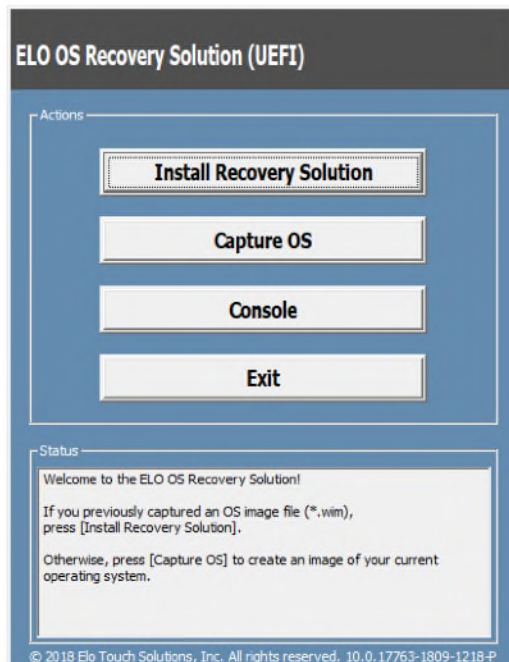 ELO OS Recovery Solution (UEFI)
Actions
Install Recovery Solution
Capture OS
Console
Exit
Status
Welcome to the ELO OS Recovery Solution!
If you previously captured an OS image file (*.wim),
press [Install Recovery Solution].
Otherwise, press [Capture OS] to create an image of your current
operating system.
© 2018 Elo Touch Solutions, Inc. All rights reserved. 10.0.17763-1809-1218-P